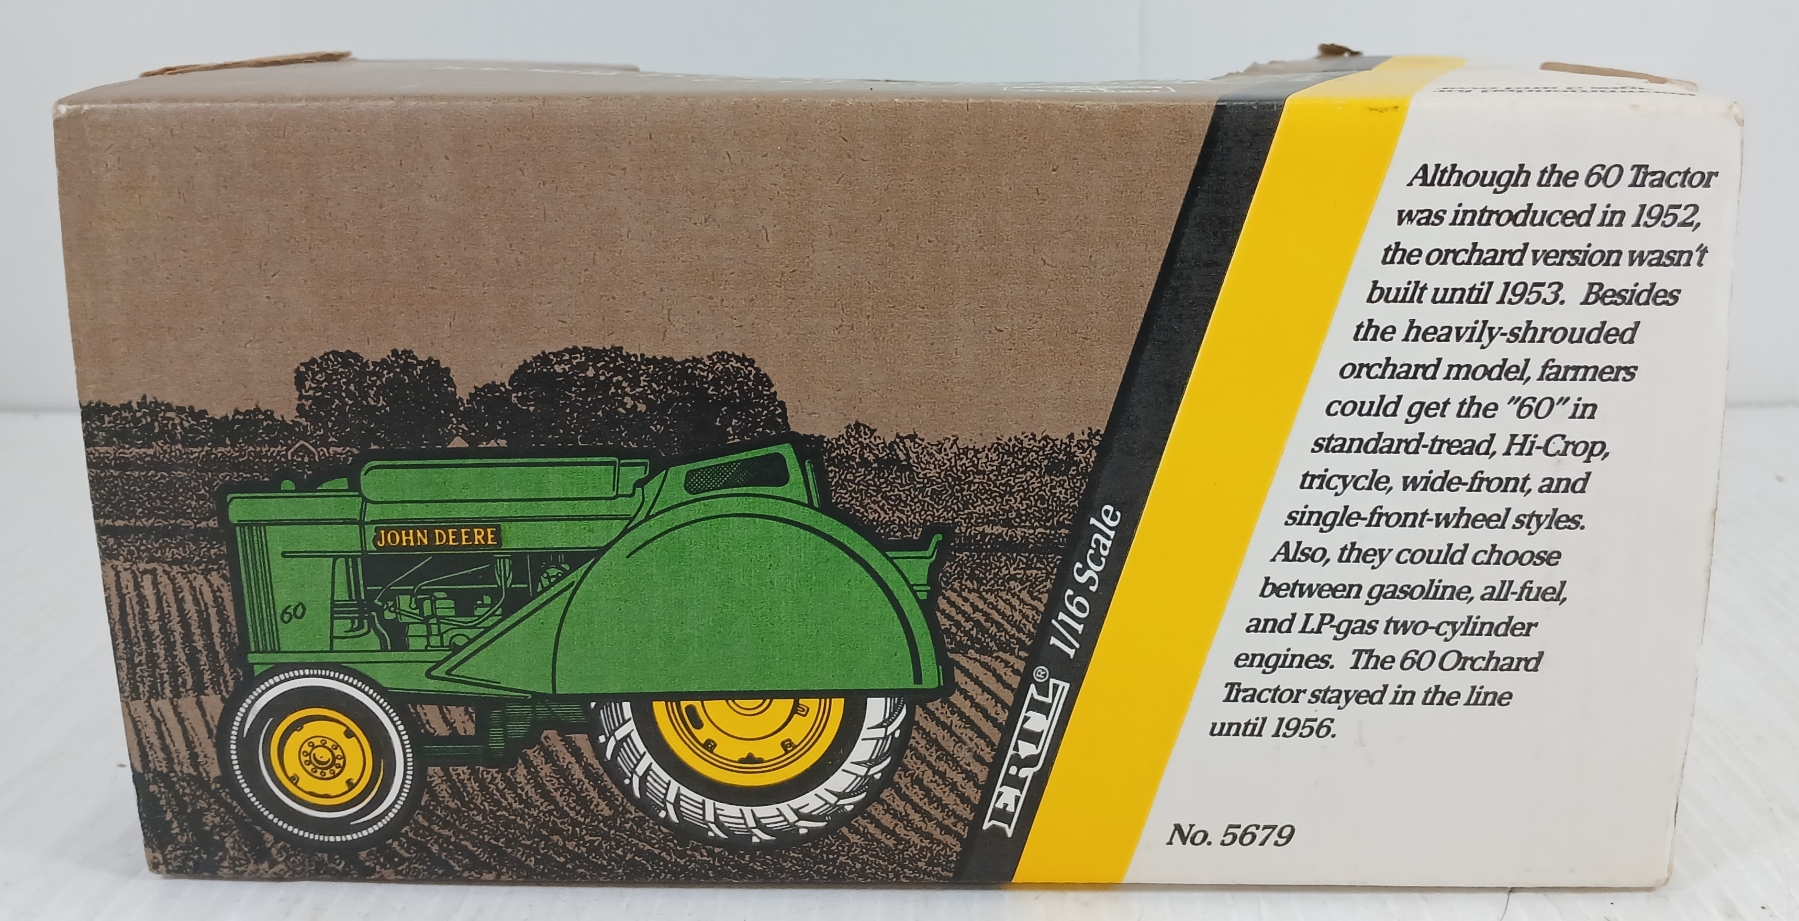 Although the 60 Tractor
was introduced in 1952,
the orchard version wasn't
built until 1953.  Besides
the heavily-shrouded
orchard model, farmers
could get the "60" in
standard-tread, Hi-Crop,
tricycle, wide-front, and
single-front-wheel styles.
Also, they could choose
between gasoline, all-fuel,
and LP-gas two-cylinder
engines.  The 60 Orchard
Tractor stayed in the line
until 1956.
No. 5679
ERTL® 1/16 Scale
JOHN DEERE
60